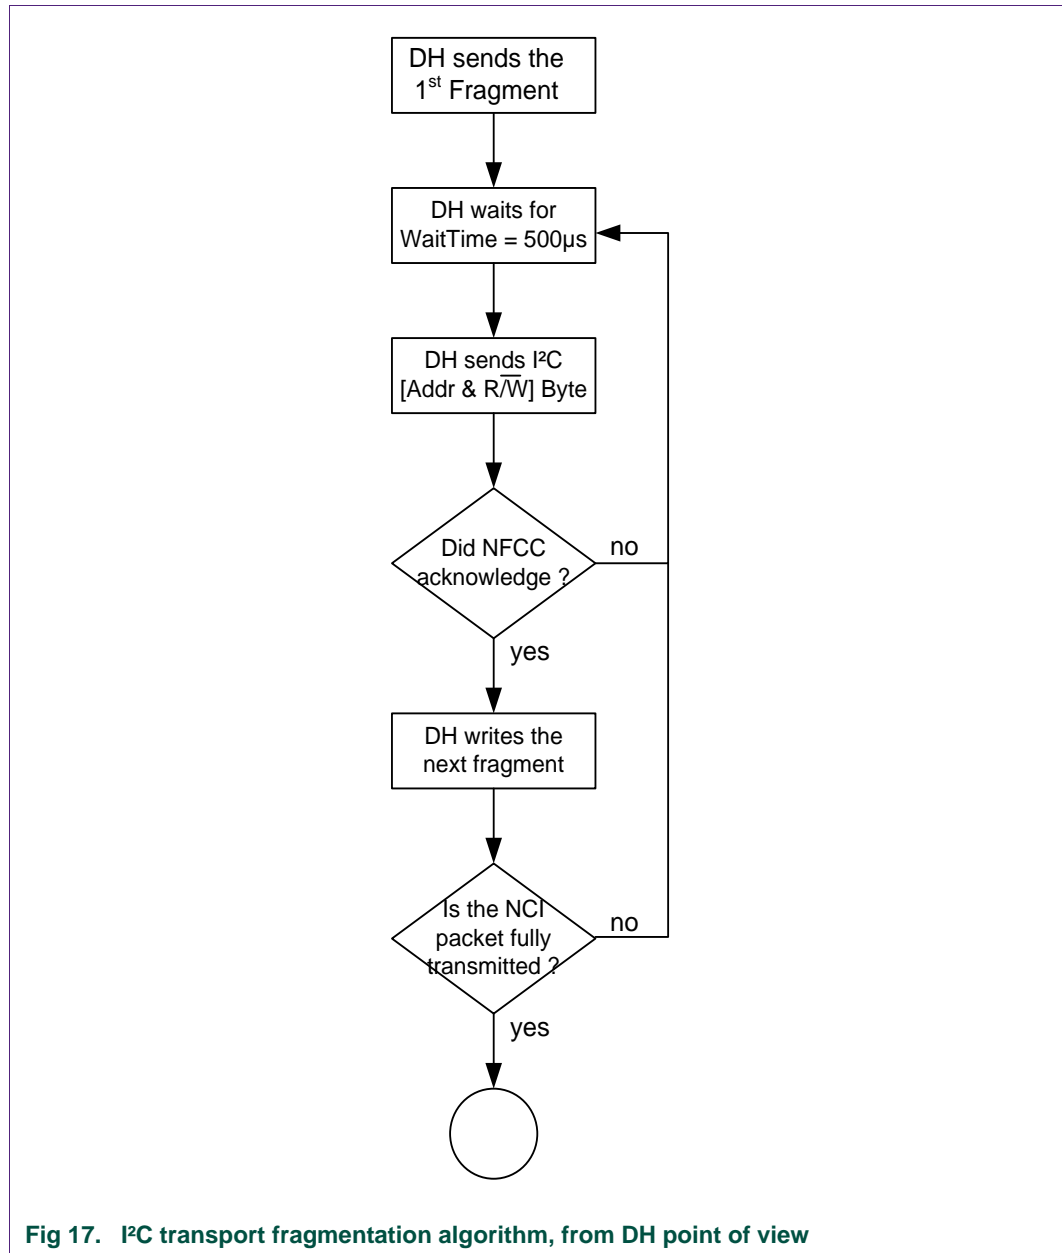 DH sends the
1st Fragment
DH waits for
WaitTime = 500µs
DH sends I²C
[Addr & R/W̅] Byte
Did NFCC
acknowledge ?
no
yes
DH writes the
next fragment
Is the NCI
packet fully
transmitted ?
no
yes
Fig 17. I²C transport fragmentation algorithm, from DH point of view